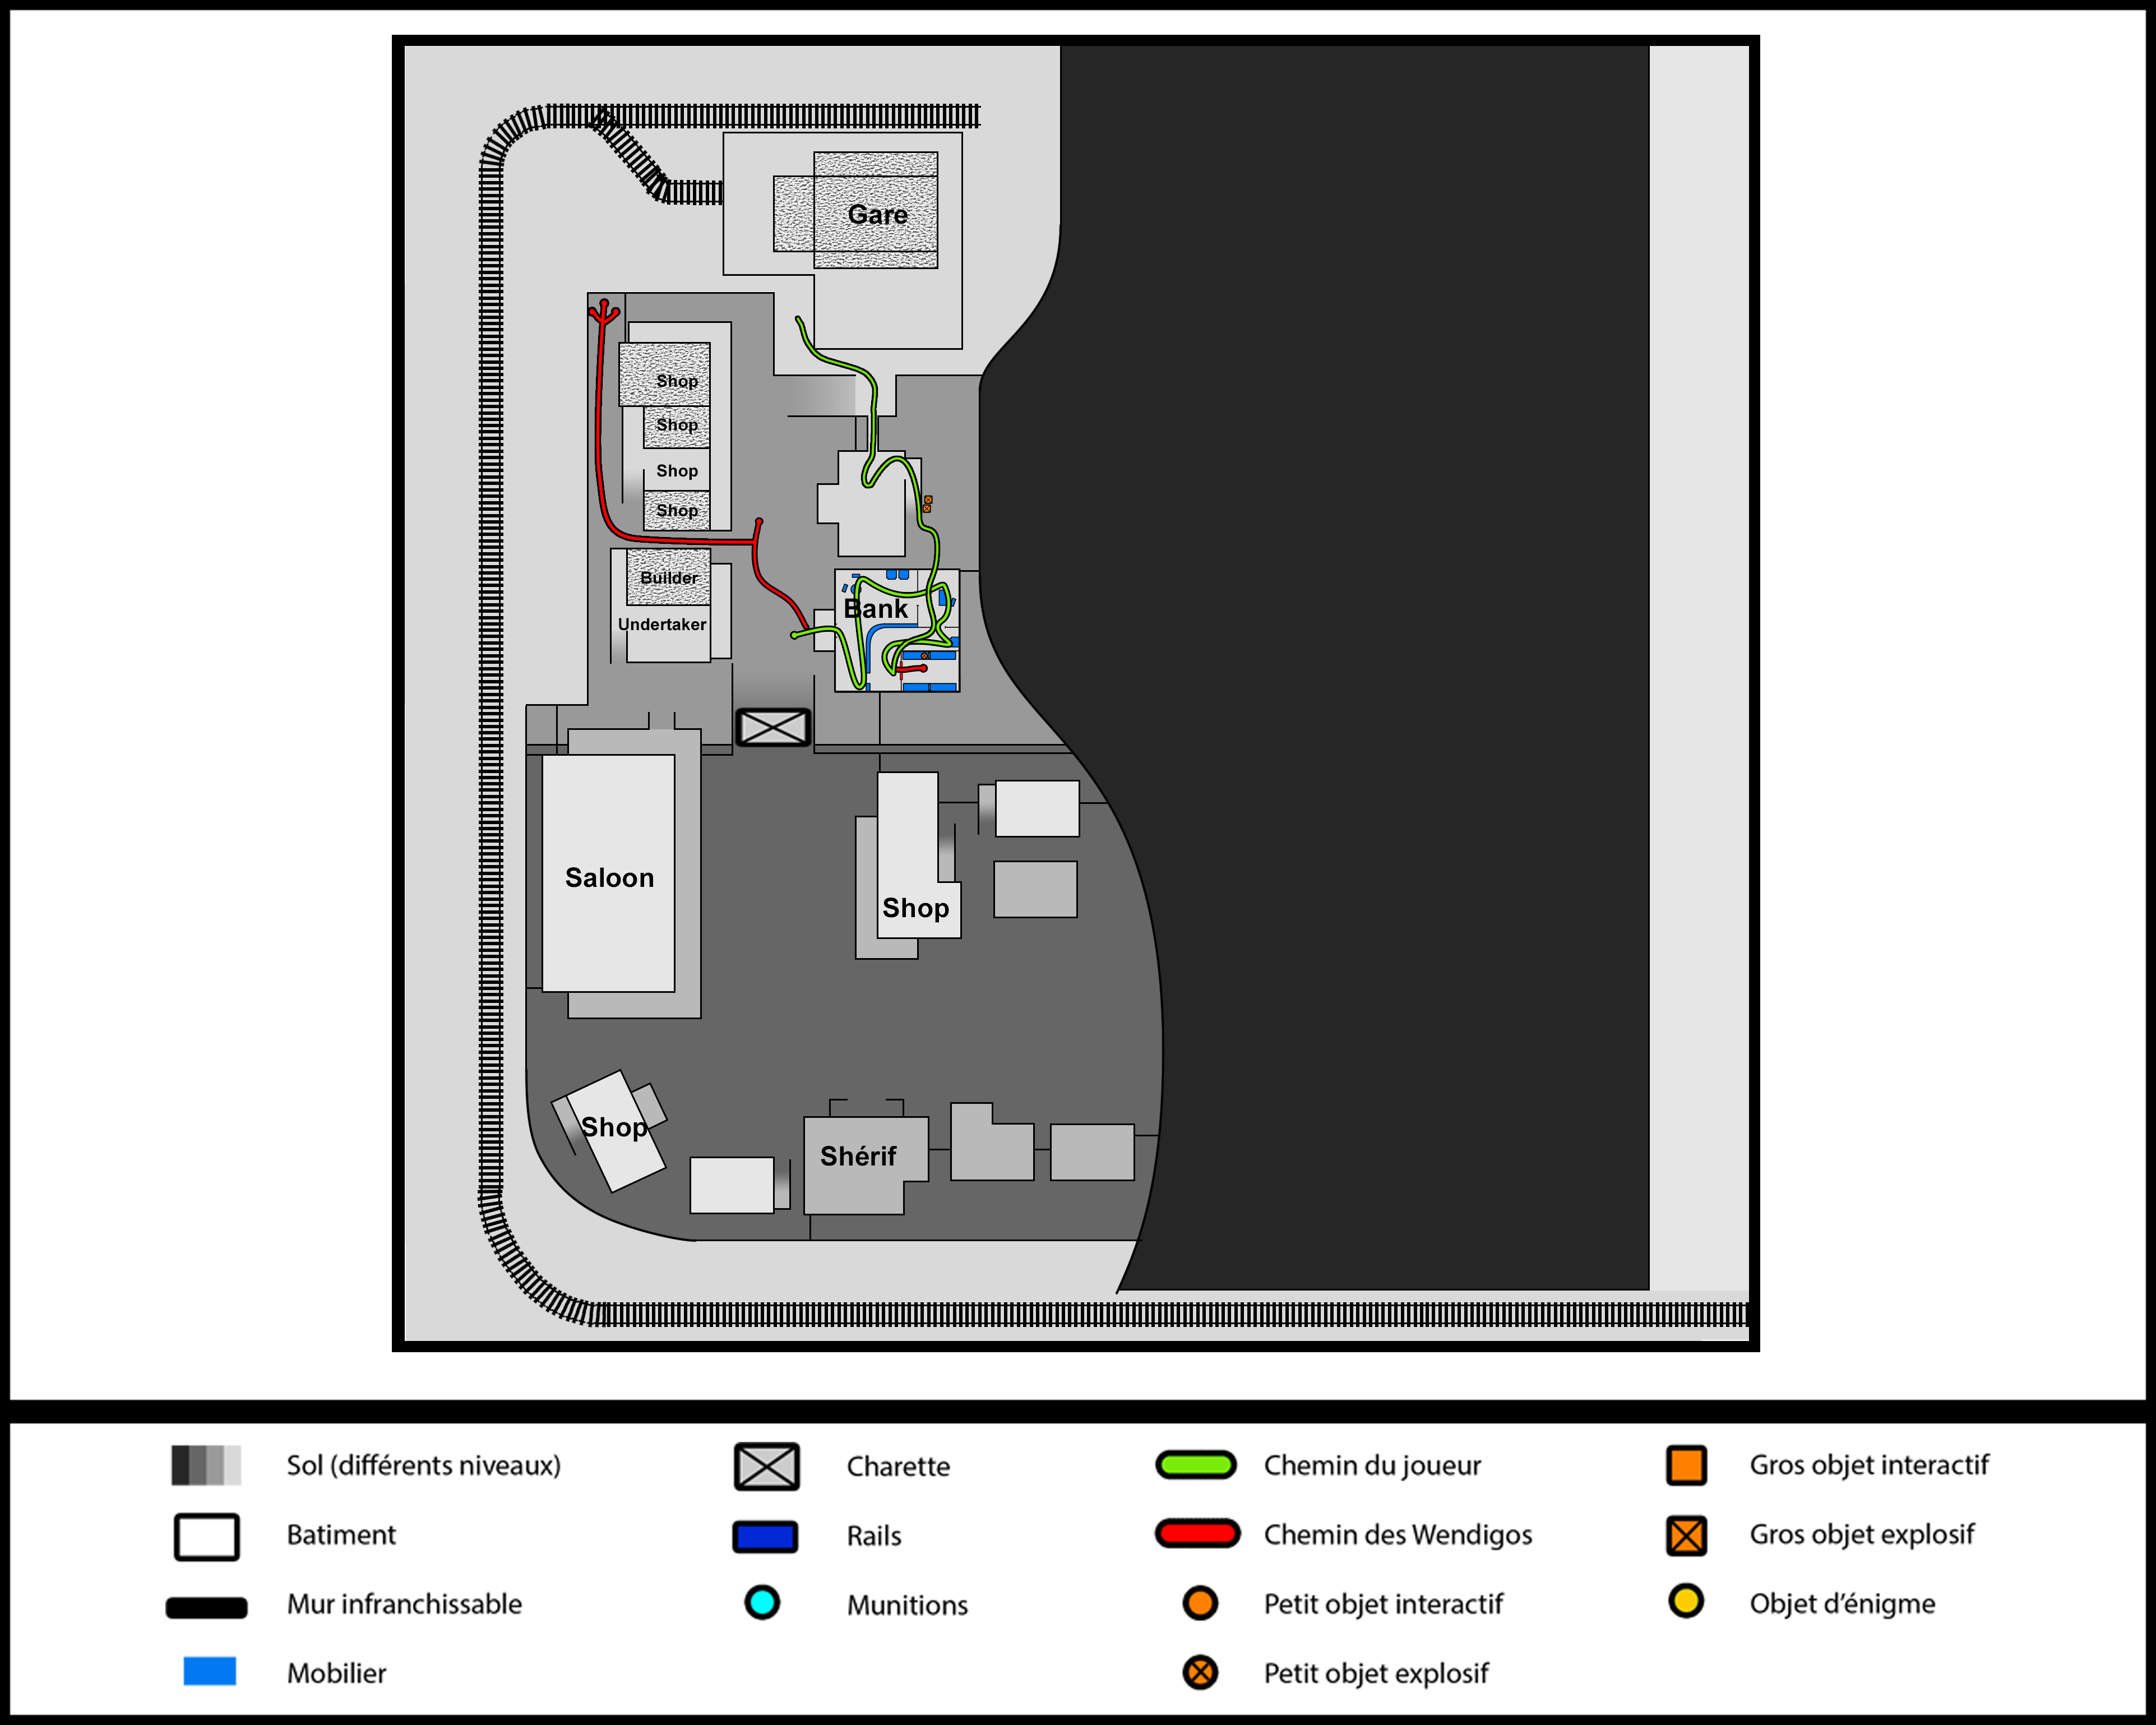 Gare
Shop
Shop
Shop
Shop
Builder
Undertaker
Bank
Saloon
Shop
Shop
Shérif
Sol (différents niveaux)
Charette
Chemin du joueur
Gros objet interactif
Batiment
Rails
Chemin des Wendigos
Gros objet explosif
Mur infranchissable
Munitions
Petit objet interactif
Objet d'énigme
Mobilier
Petit objet explosif